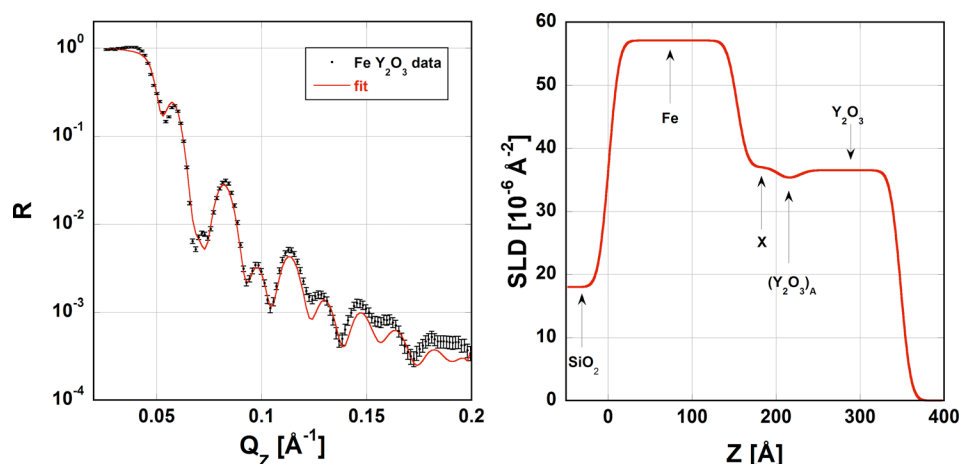 10⁰
10⁻¹
10⁻²
10⁻³
10⁻⁴
R
Fe Y₂O₃ data
fit
0.05
0.1
0.15
0.2
Q_Z [Å⁻¹]
60
50
40
30
20
10
0
SLD [10⁻⁶ Å⁻²]
Fe
Y₂O₃
X
(Y₂O₃)_A
SiO₂
0
100
200
300
400
Z [Å]